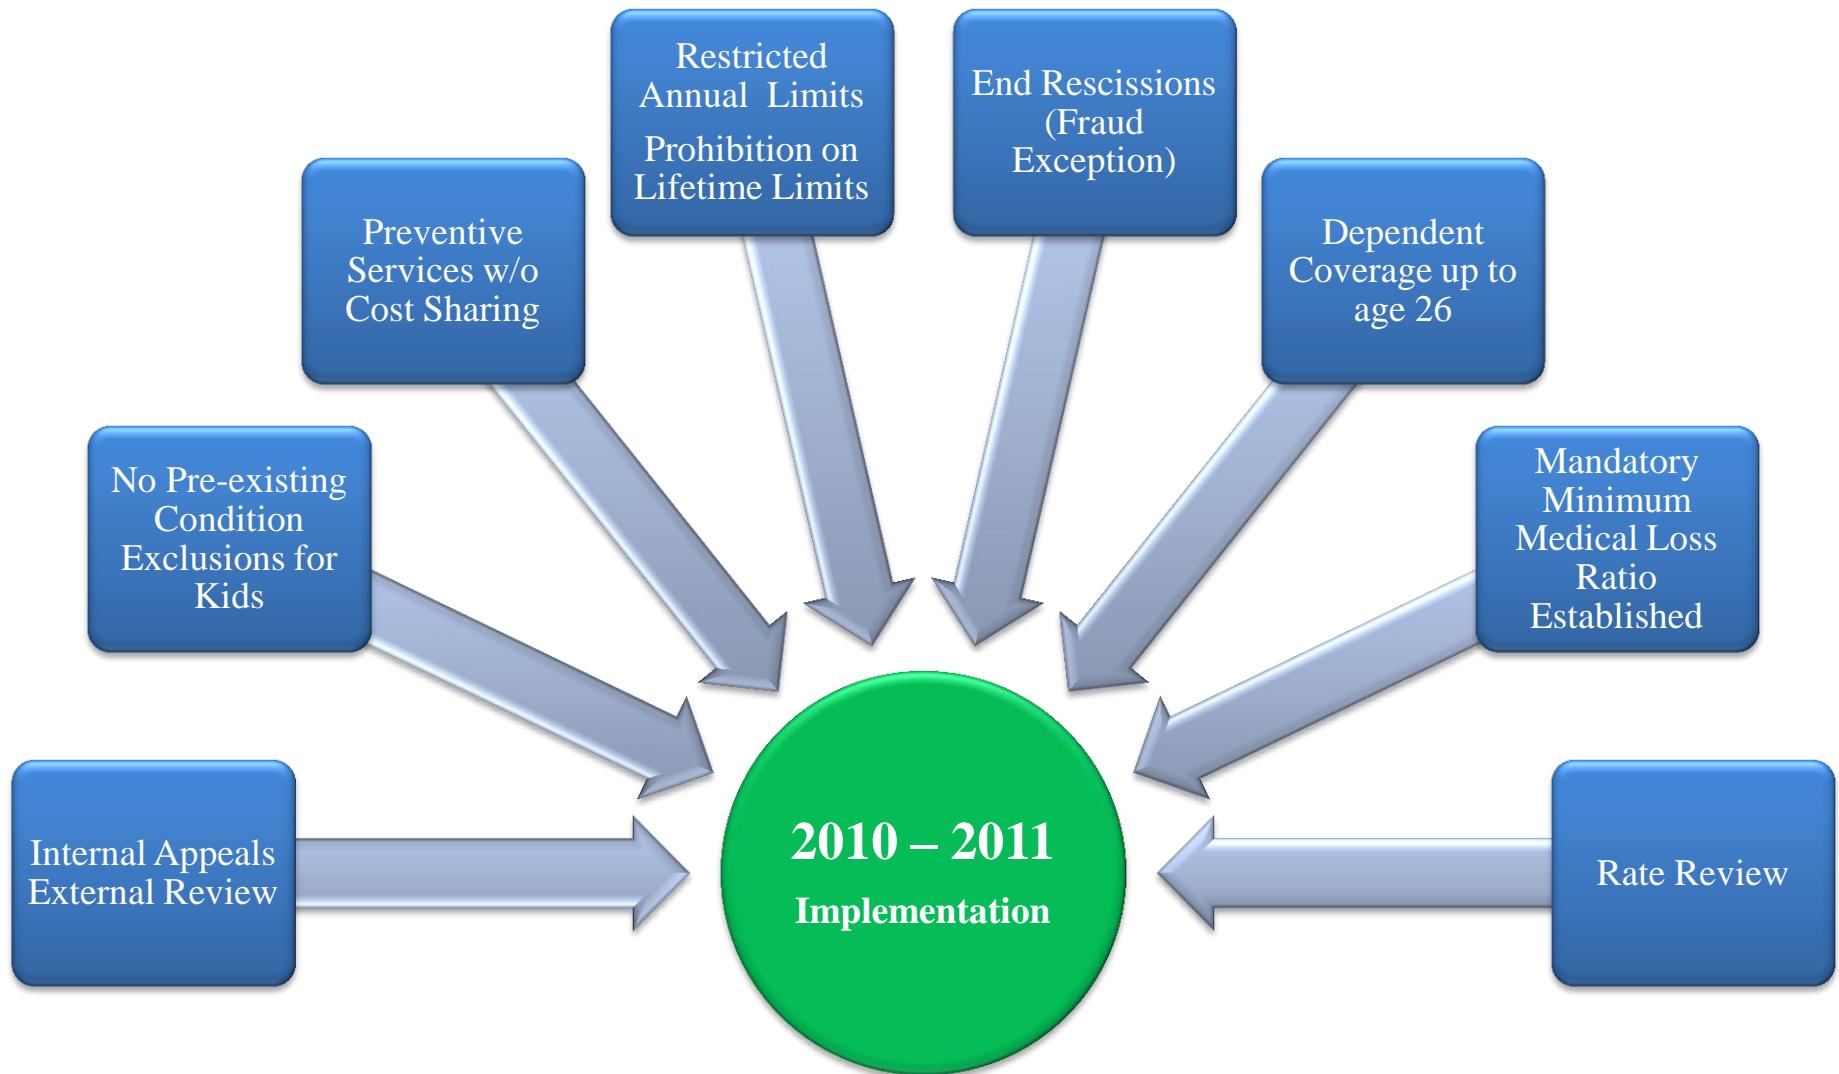 Internal Appeals
External Review
No Pre-existing
Condition
Exclusions for
Kids
Preventive
Services w/o
Cost Sharing
Restricted
Annual Limits
Prohibition on
Lifetime Limits
End Rescissions
(Fraud
Exception)
Dependent
Coverage up to
age 26
Mandatory
Minimum
Medical Loss
Ratio
Established
Rate Review
2010 – 2011
Implementation